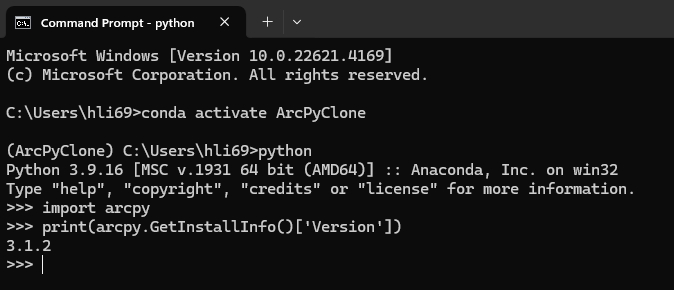 Command Prompt - python
Microsoft Windows [Version 10.0.22621.4169]
(c) Microsoft Corporation. All rights reserved.
C:\Users\hli69>conda activate ArcPyClone
(ArcPyClone) C:\Users\hli69>python
Python 3.9.16 [MSC v.1931 64 bit (AMD64)] :: Anaconda, Inc. on win32
Type "help", "copyright", "credits" or "license" for more information.
>>> import arcpy
>>> print(arcpy.GetInstallInfo()['Version'])
3.1.2
>>>